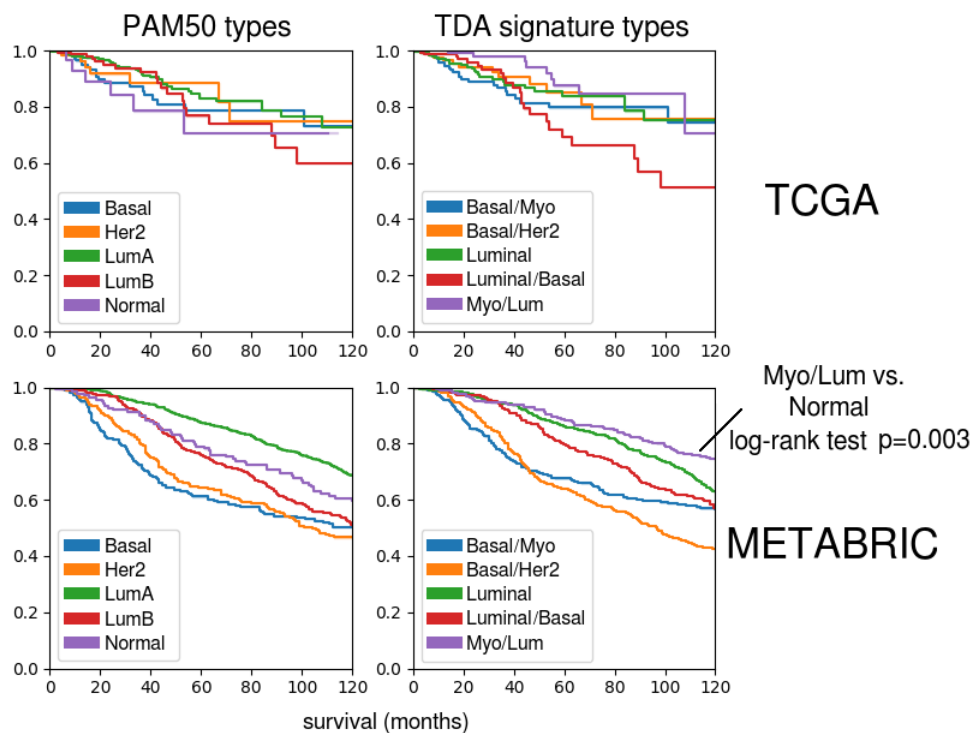 PAM50 types
TDA signature types
1.0
0.8
0.6
0.4
0.2
0.0
0 20 40 60 80 100 120
Basal
Her2
LumA
LumB
Normal
1.0
0.8
0.6
0.4
0.2
0.0
0 20 40 60 80 100 120
Basal/Myo
Basal/Her2
Luminal
Luminal/Basal
Myo/Lum
TCGA
1.0
0.8
0.6
0.4
0.2
0.0
0 20 40 60 80 100 120
Basal
Her2
LumA
LumB
Normal
1.0
0.8
0.6
0.4
0.2
0.0
0 20 40 60 80 100 120
Basal/Myo
Basal/Her2
Luminal
Luminal/Basal
Myo/Lum
Myo/Lum vs.
Normal
log-rank test p=0.003
METABRIC
survival (months)